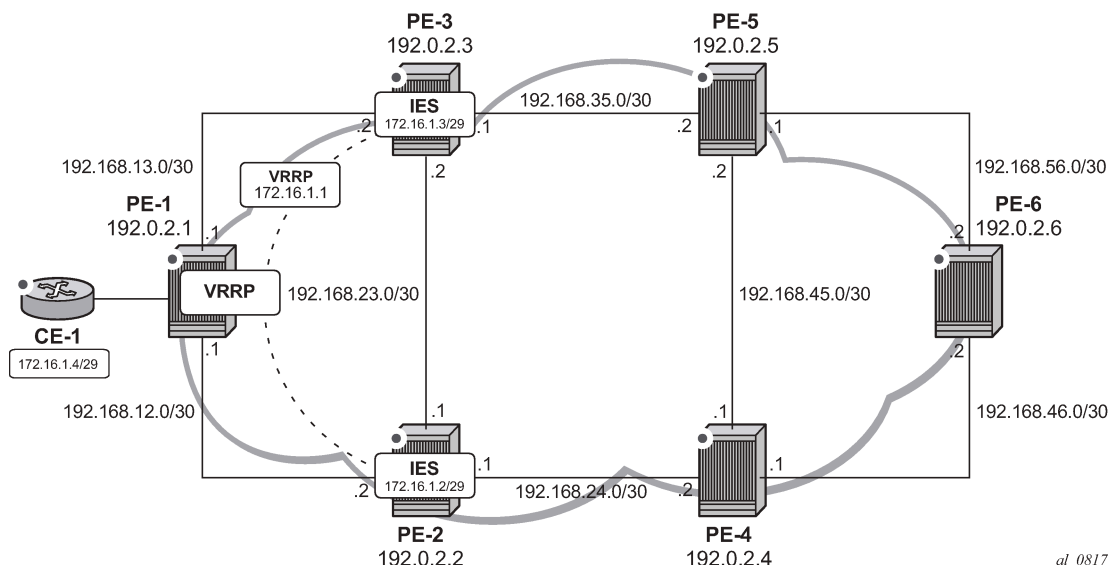 PE-3
192.0.2.3
PE-5
192.0.2.5
IES
172.16.1.3/29
.2
.1
192.168.35.0/30
.2
.1
192.168.13.0/30
.2
.2
192.168.56.0/30
VRRP
172.16.1.1
PE-1
192.0.2.1
.1
PE-6
192.0.2.6
.2
VRRP
192.168.23.0/30
192.168.45.0/30
CE-1
172.16.1.4/29
.1
.2
192.168.12.0/30
.1
.1
192.168.46.0/30
IES
172.16.1.2/29
.2
.1
192.168.24.0/30
.2
.1
PE-2
192.0.2.2
PE-4
192.0.2.4
al_0817